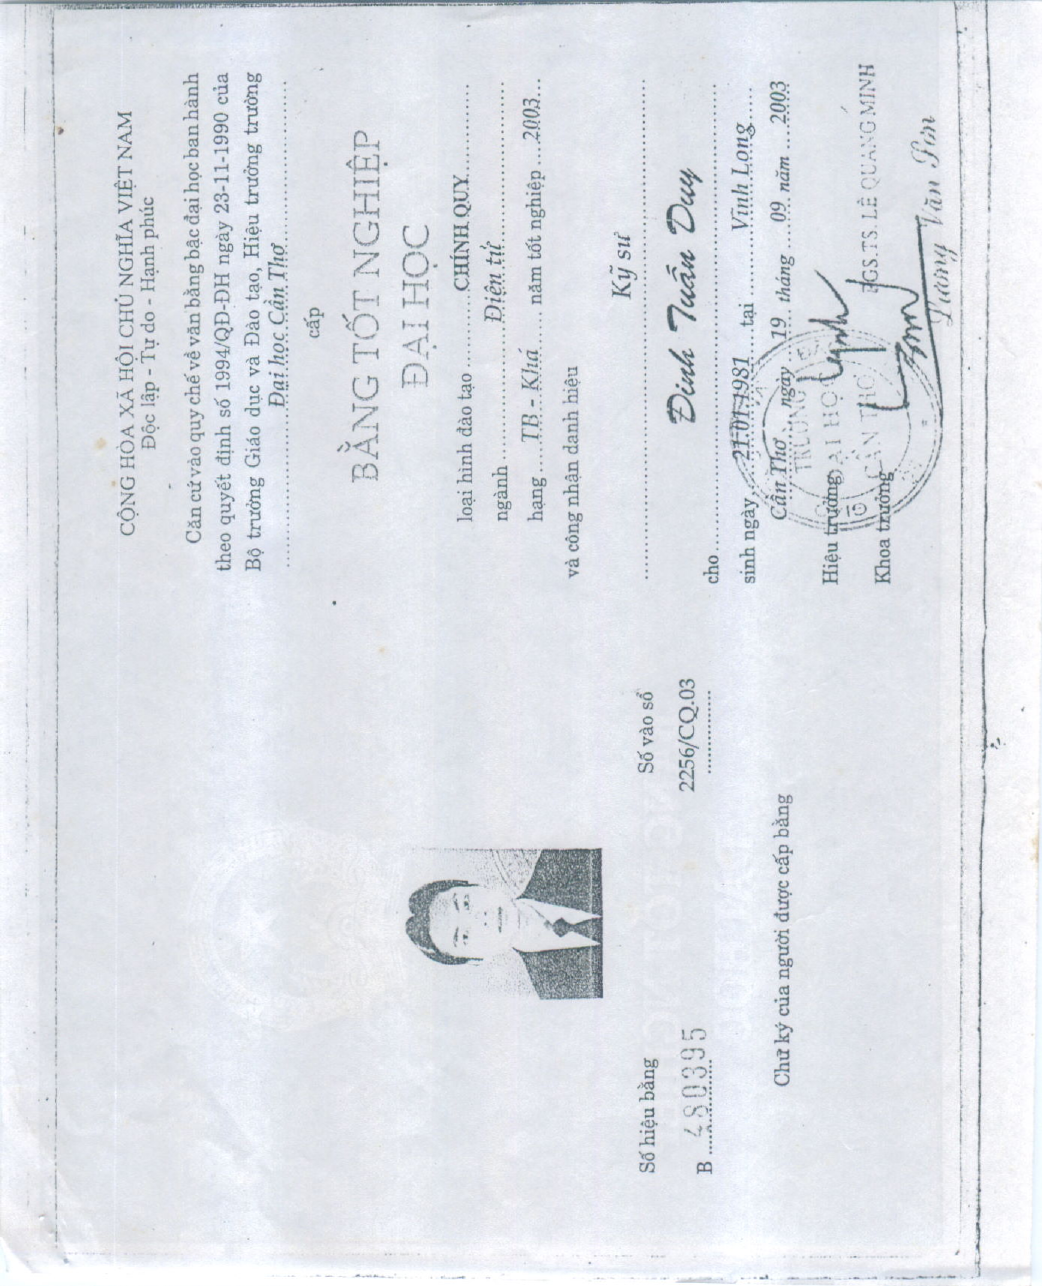 CỘNG HÒA XÃ HỘI CHỦ NGHĨA VIỆT NAM
Độc lập - Tự do - Hạnh phúc
Căn cứ vào quy chế về văn bằng bậc đại học ban hành
theo quyết định số 1994/QĐ-ĐH ngày 23-11-1990 của
Bộ trưởng Giáo dục và Đào tạo, Hiệu trưởng trường
Đại học Cần Thơ
cấp
BẰNG TỐT NGHIỆP
ĐẠI HỌC
loại hình đào tạo CHÍNH QUY
ngành Điện tử
hạng TB - Khá năm tốt nghiệp 2003
và công nhận danh hiệu
Kỹ sư
cho Đinh Tuấn Duy
sinh ngày 21-01-1981 tại Vĩnh Long
Cần Thơ ngày 19 tháng 09 năm 2003
Hiệu trưởng
TRƯỜNG
ĐẠI HỌC
CẦN THƠ
Khoa trưởng
PGS.TS. LÊ QUANG MINH
Văn
Số hiệu bằng
B 480395
Số vào sổ
2256/CQ.03
Chữ ký của người được cấp bằng